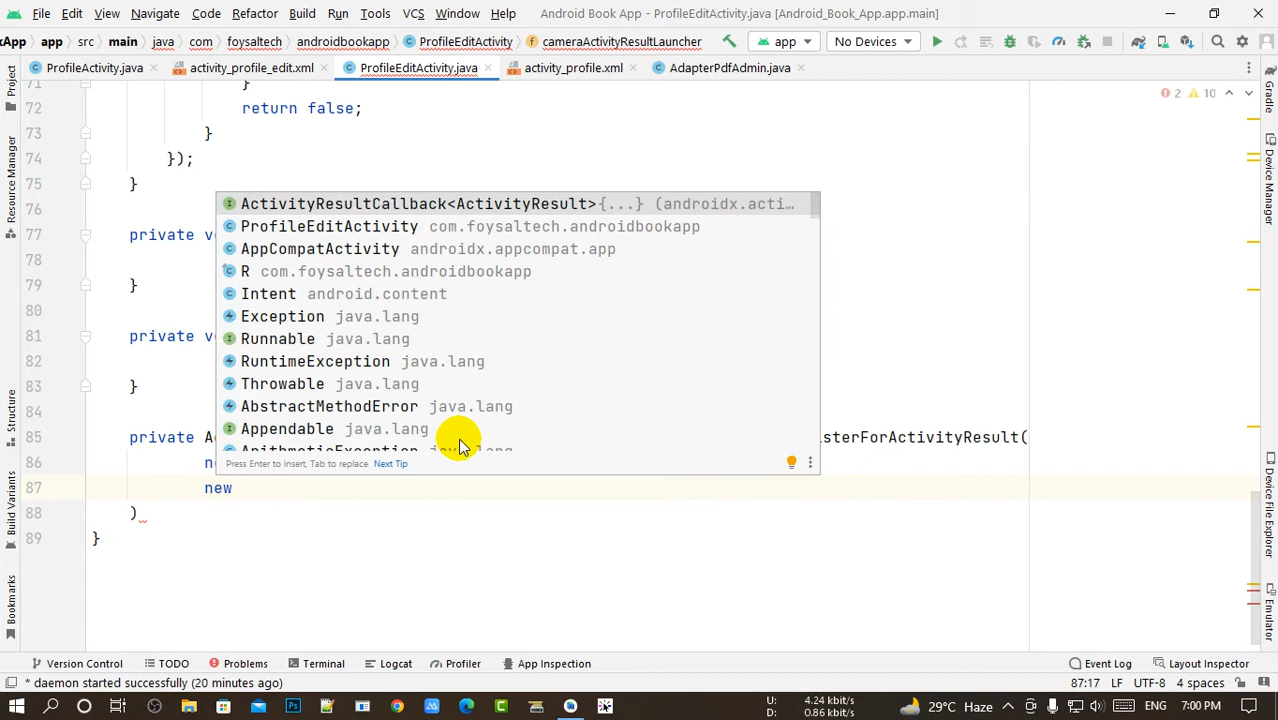 File Edit View Navigate Code Refactor Build Run Tools VCS Window Help Android Book App - ProfileEditActivity.java [Android_Book_App.app.main]
app src main java com foysaltech androidbookapp ProfileEditActivity cameraActivityResultLauncher app No Devices
ProfileActivity.java activity_profile_edit.xml ProfileEditActivity.java activity_profile.xml AdapterPdfAdmin.java
71 }
72 return false;
73 }
74 });
75 }
76
77 private
79 }
80
81 private
82
83 }
84
85 private
86
87 new
88 )
89 }
2 10
ActivityResultCallback<ActivityResult>{...} (androidx.acti...
ProfileEditActivity com.foysaltech.androidbookapp
AppCompatActivity androidx.appcompat.app
R com.foysaltech.androidbookapp
Intent android.content
Exception java.lang
Runnable java.lang
RuntimeException java.lang
Throwable java.lang
AbstractMethodError java.lang
Appendable java.lang
Press Enter to insert, Tab to replace Next Tip
Project
Resource Manager
Structure
Build Variants
Bookmarks
Gradle
Device Manager
Device File Explorer
Emulator
Version Control TODO Problems Terminal Logcat Profiler App Inspection Event Log Layout Inspector
* daemon started successfully (20 minutes ago) 87:17 LF UTF-8 4 spaces
U: 4.24 kbit/s
D: 0.86 kbit/s
29°C Haze ENG 7:00 PM